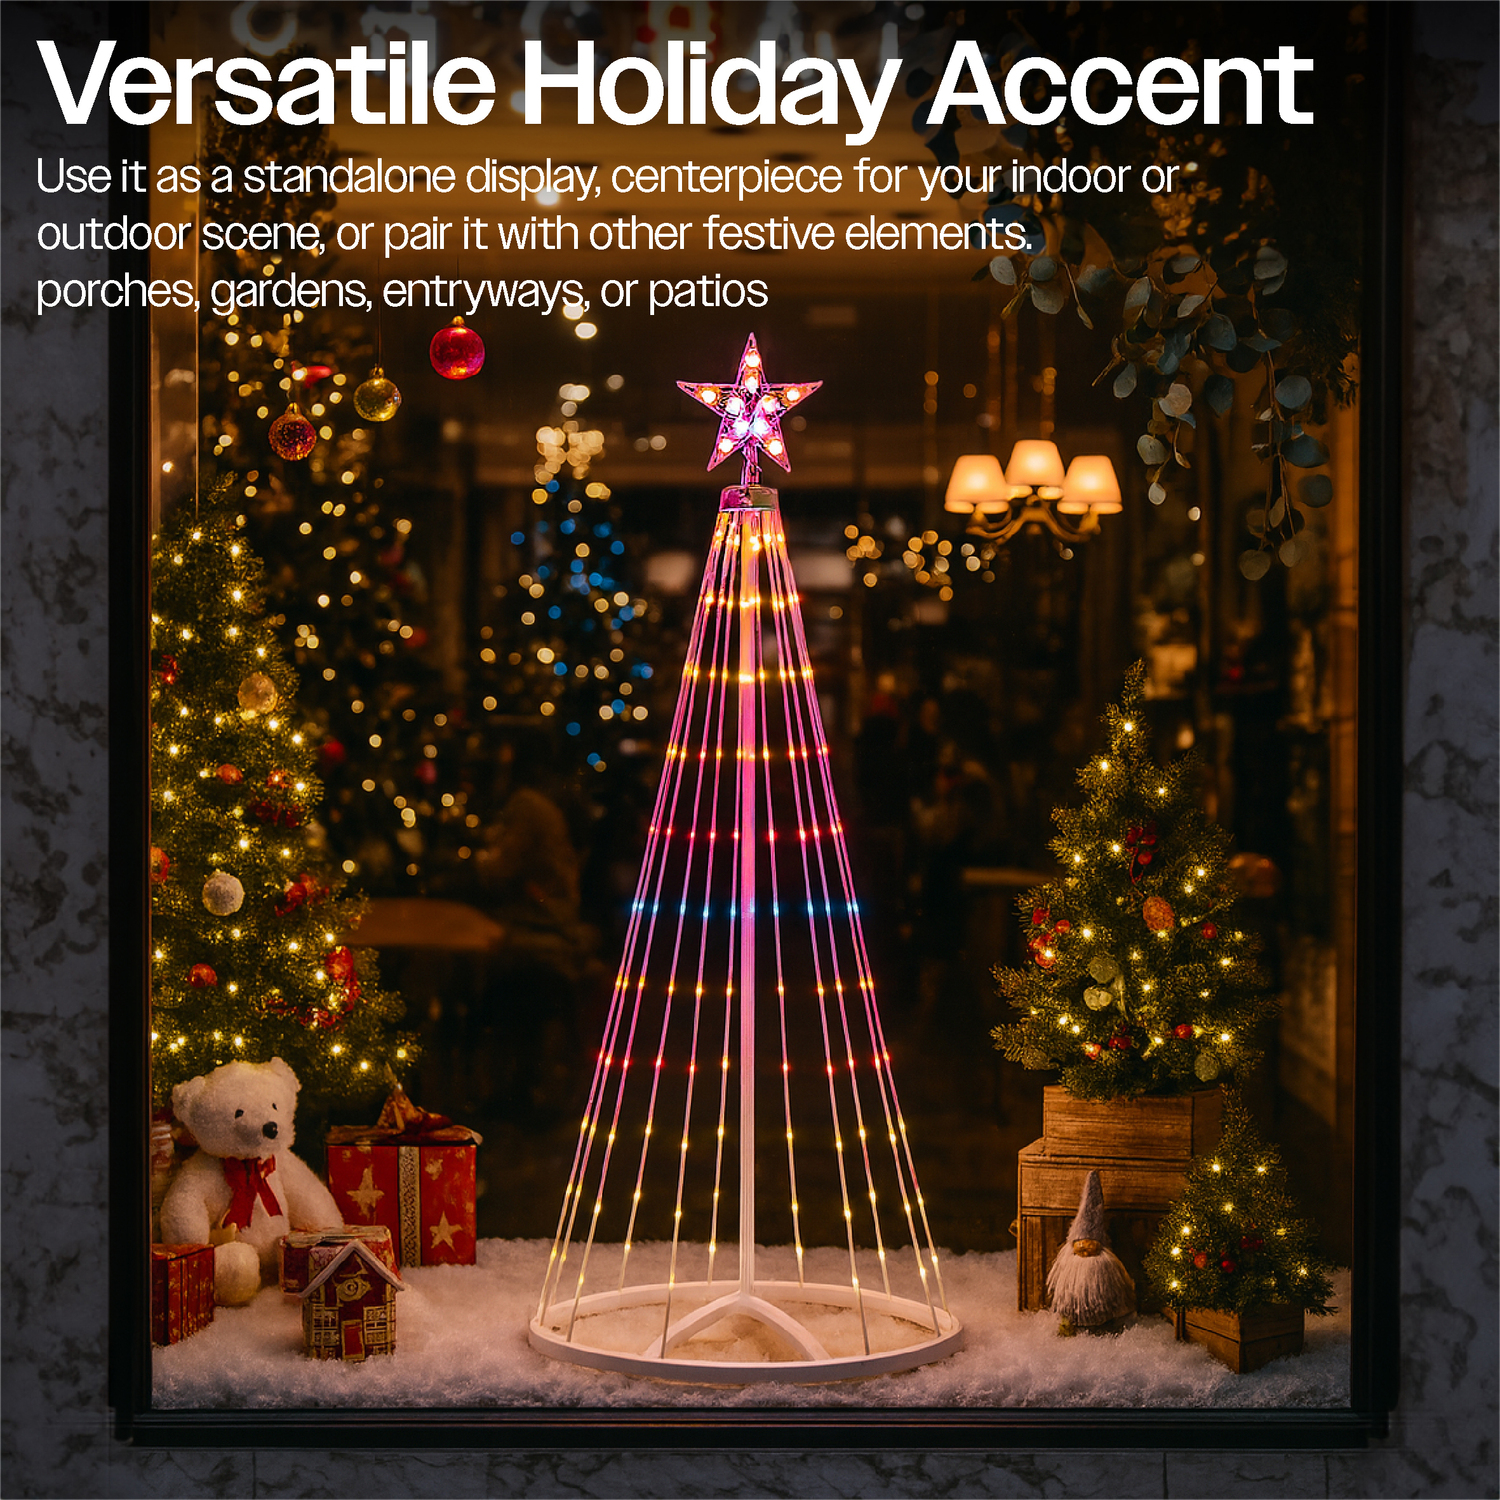 Versatile Holiday Accent
Use it as a standalone display, centerpiece for your indoor or
outdoor scene, or pair it with other festive elements.
porches, gardens, entryways, or patios